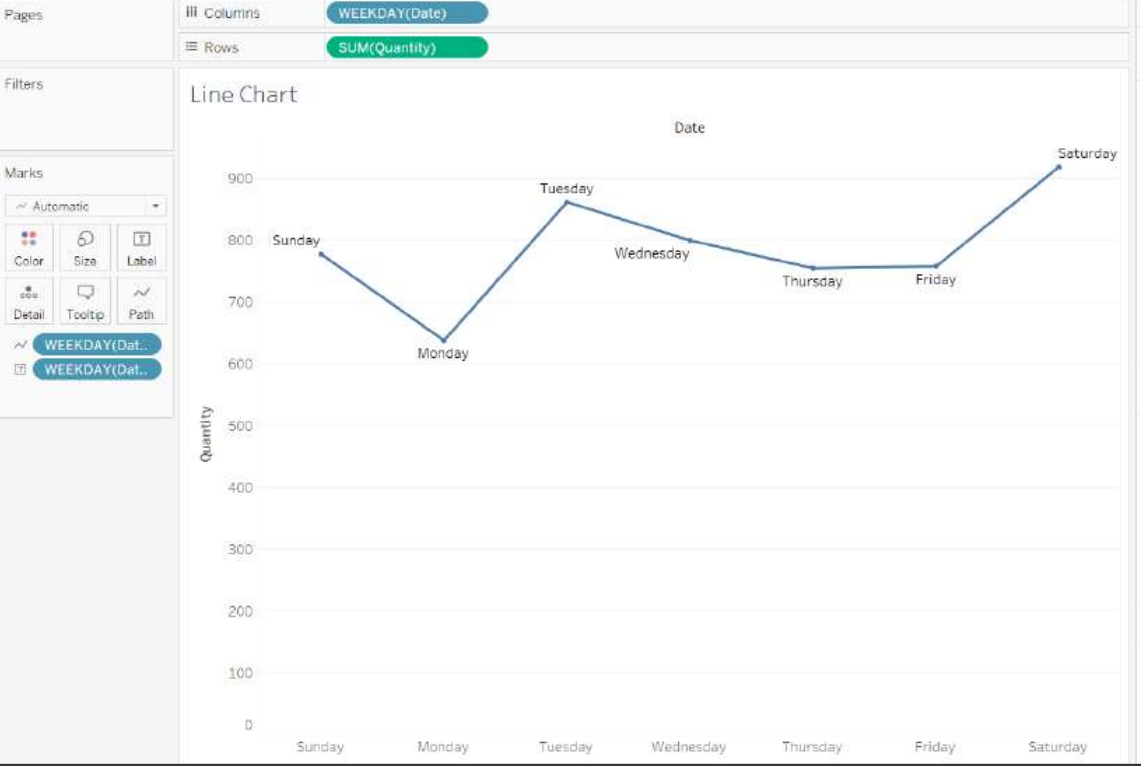 Pages
Columns
WEEKDAY(Date)
Rows
SUM(Quantity)
Filters
Line Chart
Date
Marks
Automatic
Color
Size
Label
Detail
Tooltip
Path
WEEKDAY(Dat..
WEEKDAY(Dat..
Quantity
900
800
700
600
500
400
300
200
100
0
Sunday
Monday
Tuesday
Wednesday
Thursday
Friday
Saturday
Sunday Monday Tuesday Wednesday Thursday Friday Saturday